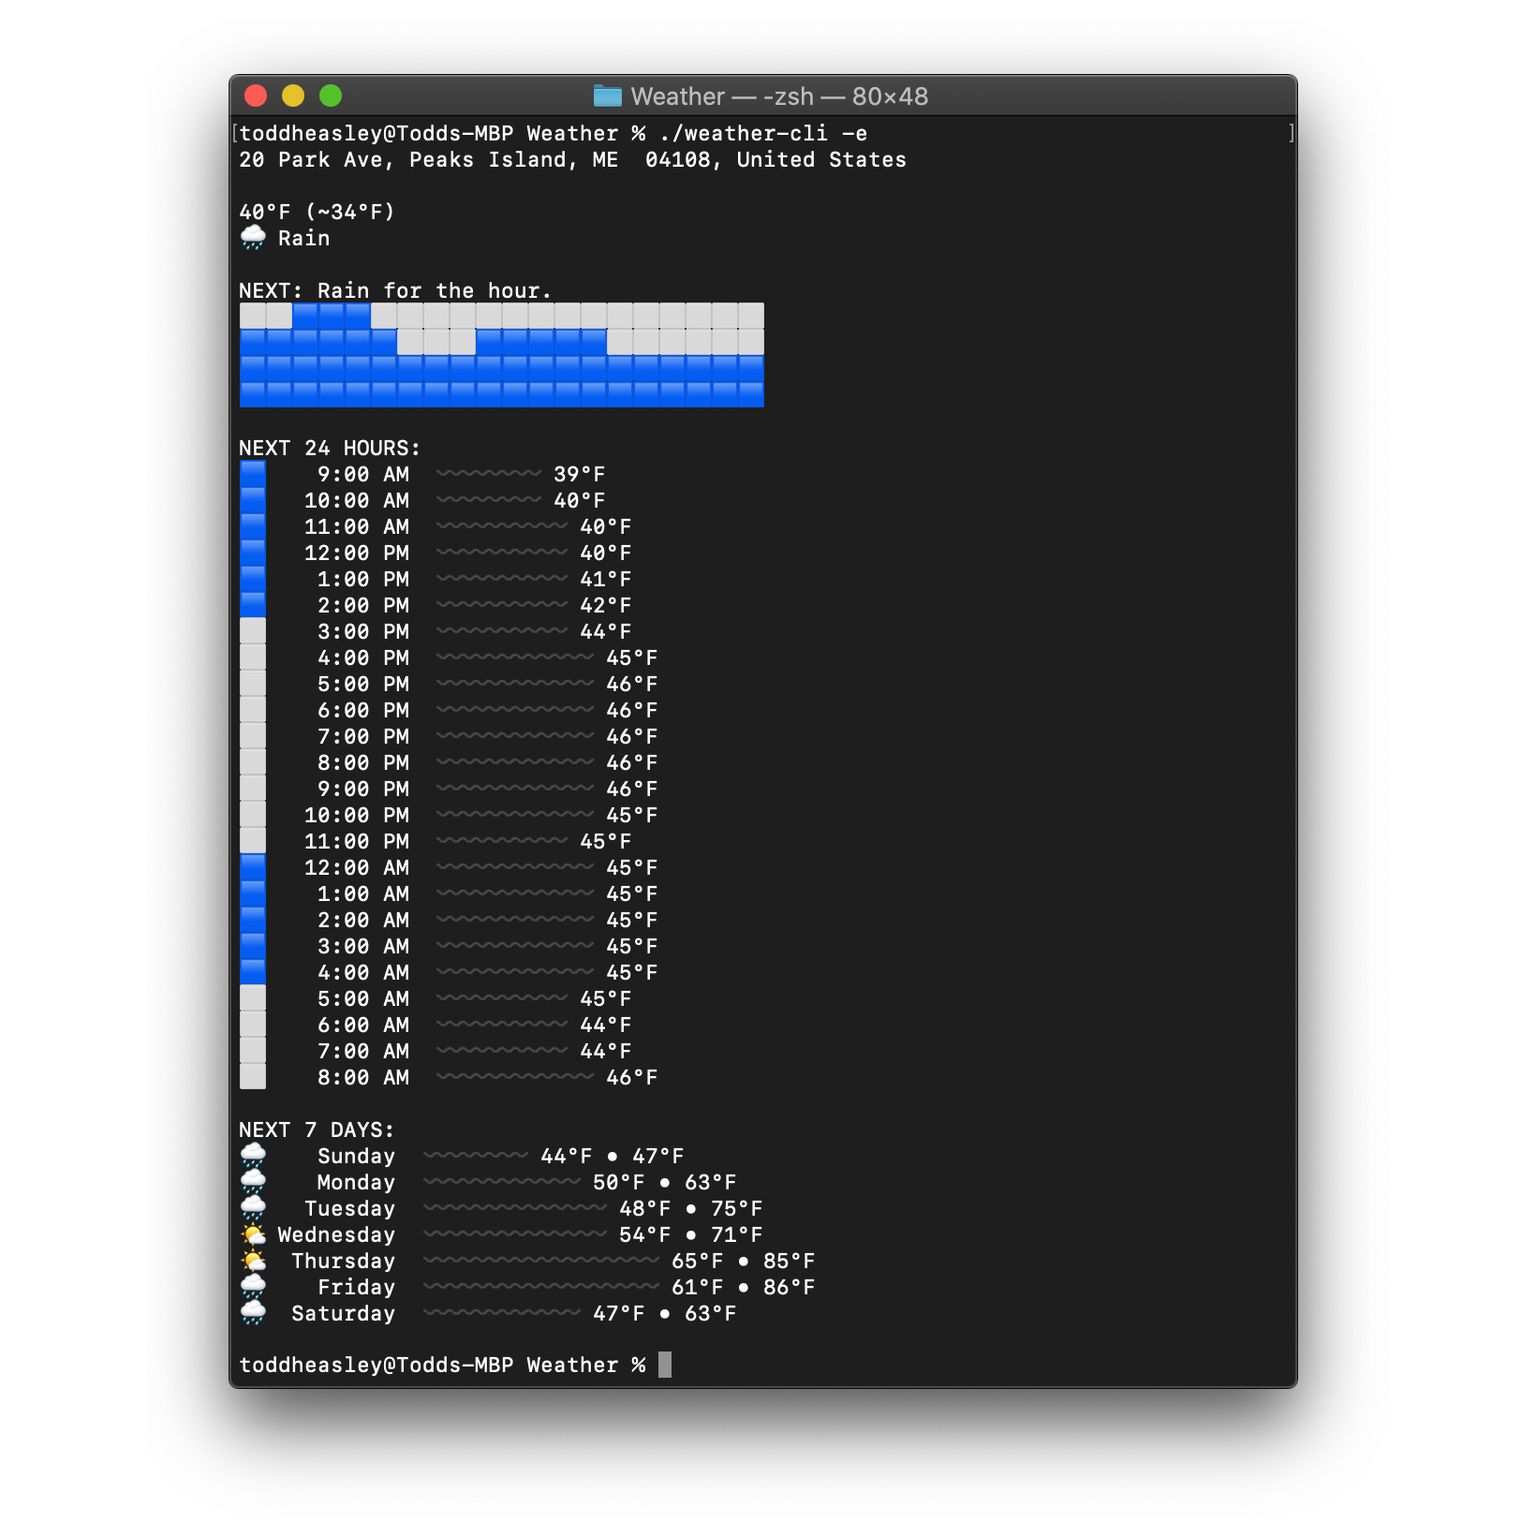 Weather — -zsh — 80×48
[toddheasley@Todds-MBP Weather % ./weather-cli -e ]
20 Park Ave, Peaks Island, ME  04108, United States
40°F (~34°F)
🌧 Rain
NEXT: Rain for the hour.
NEXT 24 HOURS:
9:00 AM 39°F
10:00 AM 40°F
11:00 AM 40°F
12:00 PM 40°F
1:00 PM 41°F
2:00 PM 42°F
3:00 PM 44°F
4:00 PM 45°F
5:00 PM 46°F
6:00 PM 46°F
7:00 PM 46°F
8:00 PM 46°F
9:00 PM 46°F
10:00 PM 45°F
11:00 PM 45°F
12:00 AM 45°F
1:00 AM 45°F
2:00 AM 45°F
3:00 AM 45°F
4:00 AM 45°F
5:00 AM 45°F
6:00 AM 44°F
7:00 AM 44°F
8:00 AM 46°F
NEXT 7 DAYS:
🌧 Sunday 44°F • 47°F
🌧 Monday 50°F • 63°F
🌧 Tuesday 48°F • 75°F
🌤 Wednesday 54°F • 71°F
🌤 Thursday 65°F • 85°F
🌧 Friday 61°F • 86°F
🌧 Saturday 47°F • 63°F
toddheasley@Todds-MBP Weather %